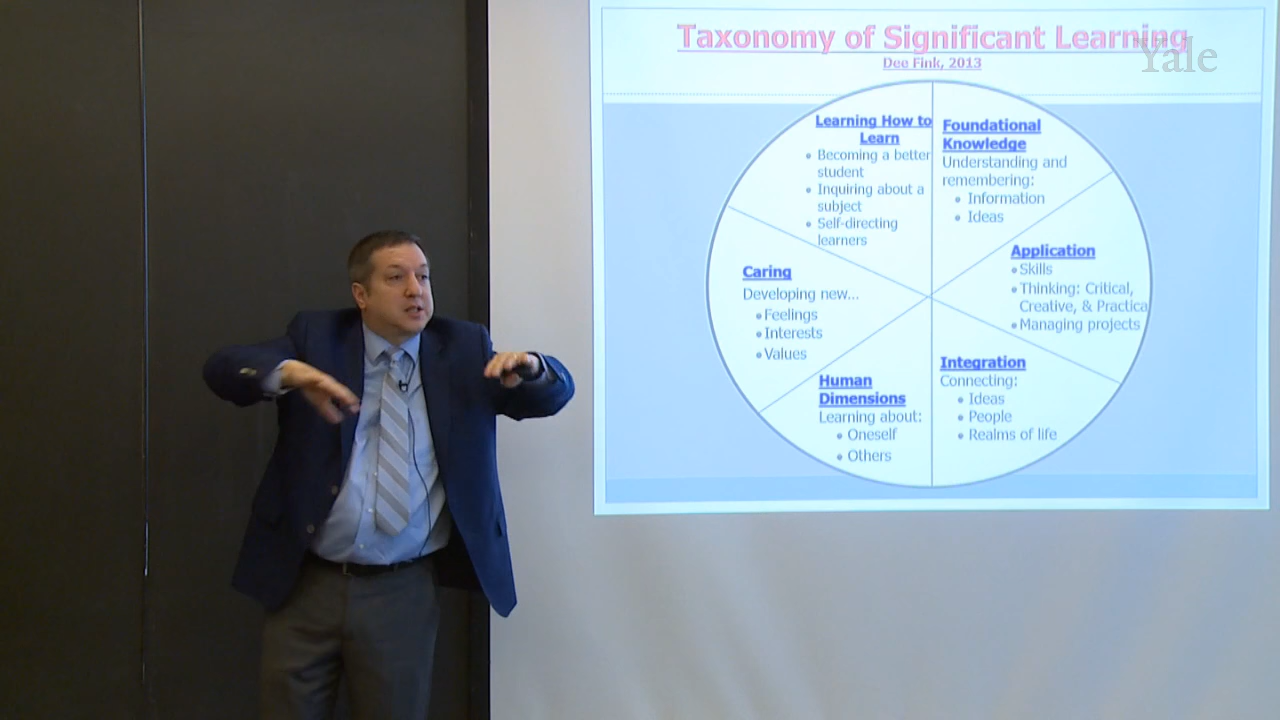 Taxonomy of Significant Learning
Yale
Dee Fink, 2013
Learning How to
Learn
• Becoming a better
student
• Inquiring about a
subject
• Self-directing
learners
Foundational
Knowledge
Understanding and
remembering:
• Information
• Ideas
Application
• Skills
• Thinking: Critical,
Creative, & Practica
• Managing projects
Integration
Connecting:
• Ideas
• People
• Realms of life
Human
Dimensions
Learning about:
• Oneself
• Others
Caring
Developing new...
• Feelings
• Interests
• Values